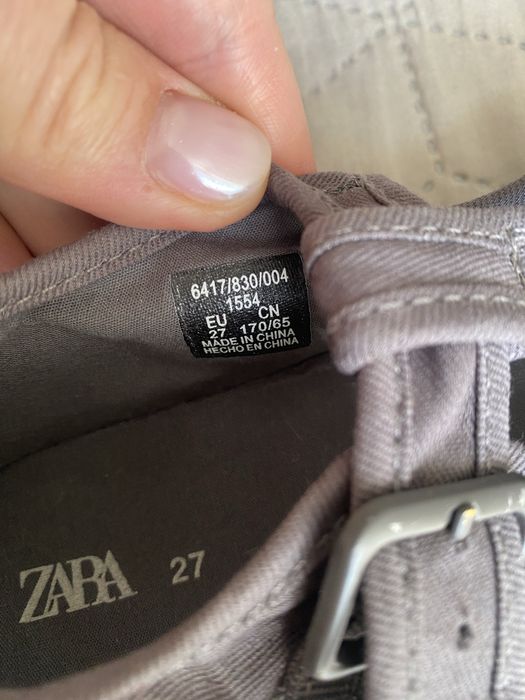 6417/830/004
1554
EU CN
27 170/65
MADE IN CHINA
HECHO EN CHINA
ZARA 27